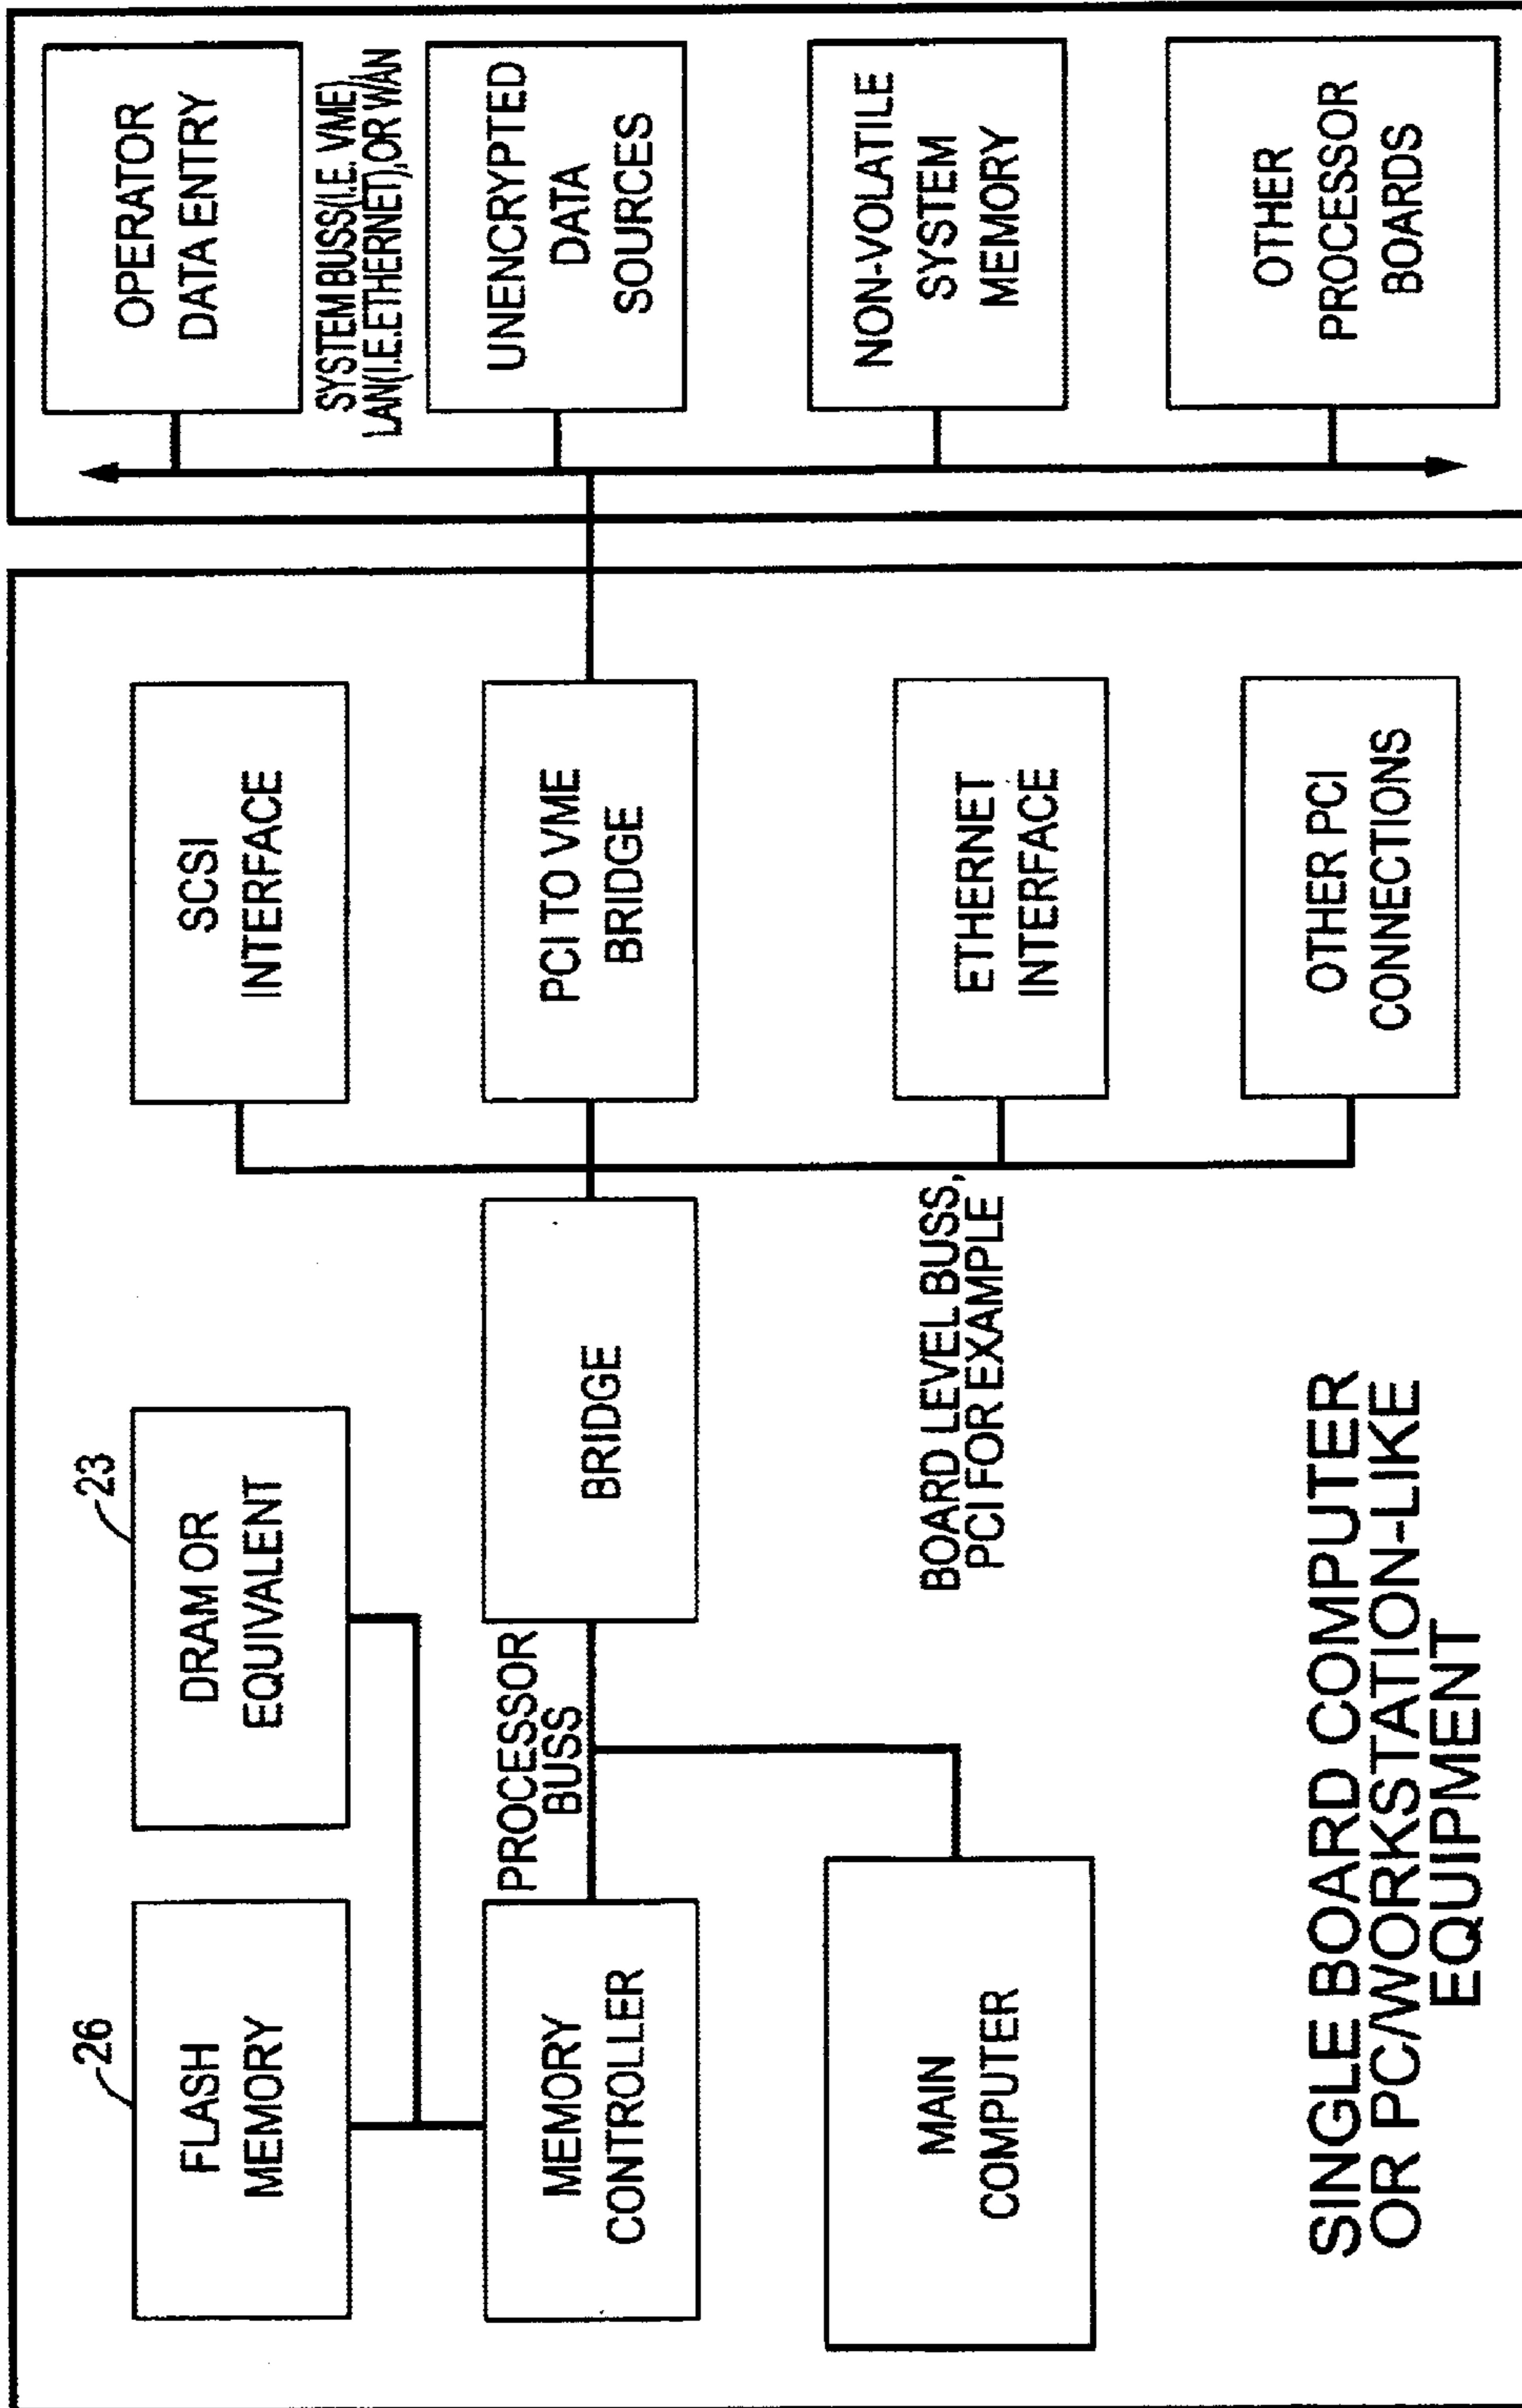 26
FLASH
MEMORY
23
DRAM OR
EQUIVALENT
MEMORY
CONTROLLER
PROCESSOR
BUSS
BRIDGE
MAIN
COMPUTER
BOARD LEVEL BUSS,
PCI FOR EXAMPLE
SCSI
INTERFACE
PCI TO VME
BRIDGE
ETHERNET
INTERFACE
OTHER PCI
CONNECTIONS
SINGLE BOARD COMPUTER
OR PC/WORKSTATION-LIKE
EQUIPMENT
OPERATOR
DATA ENTRY
SYSTEM BUSS(I.E. VME)
LAN(I.E.ETHERNET),OR WAN
UNENCRYPTED
DATA
SOURCES
NON-VOLATILE
SYSTEM
MEMORY
OTHER
PROCESSOR
BOARDS